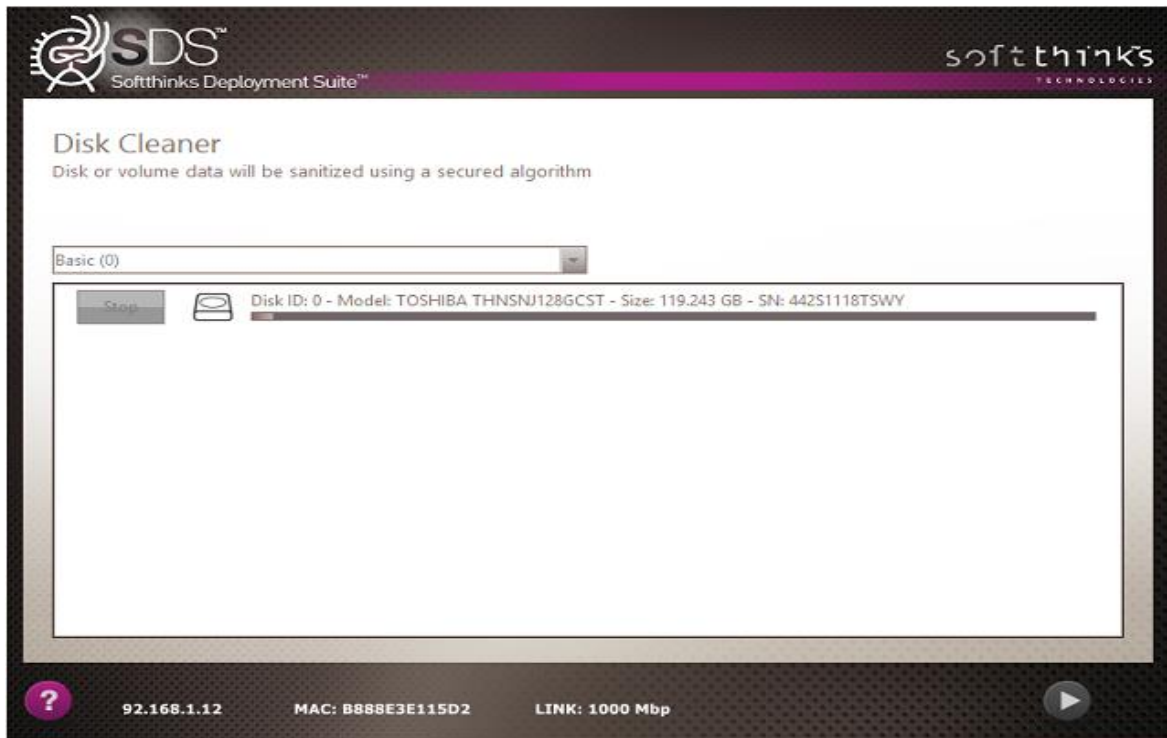 SDS™
Softthinks Deployment Suite™
softthinks
TECHNOLOGIES
Disk Cleaner
Disk or volume data will be sanitized using a secured algorithm
Basic (0)
Stop
Disk ID: 0 - Model: TOSHIBA THNSNJ128GCST - Size: 119.243 GB - SN: 442S1118TSWY
?
92.168.1.12 MAC: B888E3E115D2 LINK: 1000 Mbp